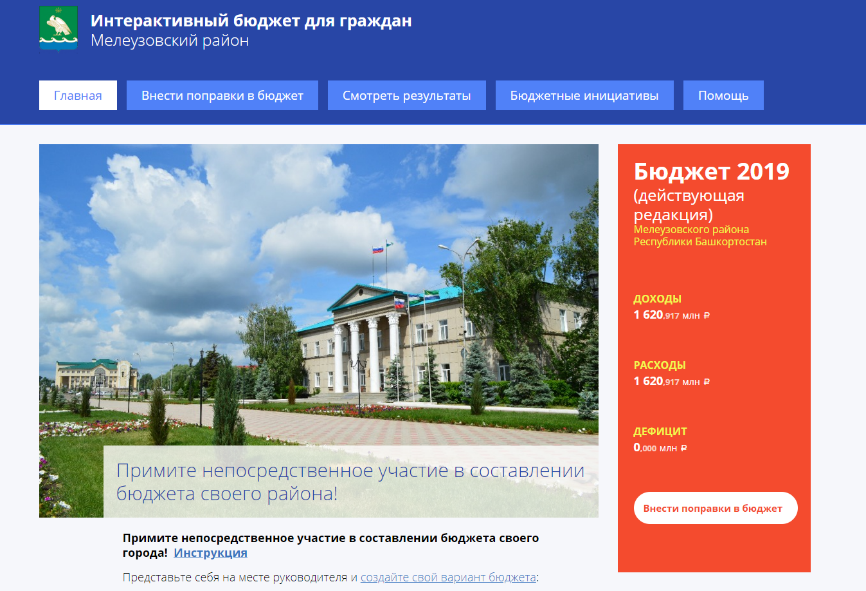 Интерактивный бюджет для граждан
Мелеузовский район
Главная
Внести поправки в бюджет
Смотреть результаты
Бюджетные инициативы
Помощь
Примите непосредственное участие в составлении
бюджета своего района!
Примите непосредственное участие в составлении бюджета своего
города! Инструкция
Представьте себя на месте руководителя и создайте свой вариант бюджета:
Бюджет 2019
(действующая
редакция)
Мелеузовского района
Республики Башкортостан
ДОХОДЫ
1 620,917 млн ₽
РАСХОДЫ
1 620,917 млн ₽
ДЕФИЦИТ
0,000 млн ₽
Внести поправки в бюджет